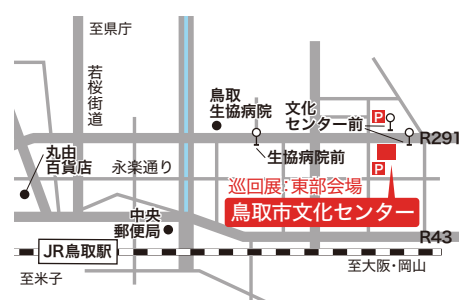 至県庁
若桜街道
鳥取
生協病院
文化
センター前
P
R291
丸由
百貨店
永楽通り
生協病院前
P
巡回展:東部会場
鳥取市文化センター
中央
郵便局
R43
JR鳥取駅
至米子
至大阪・岡山